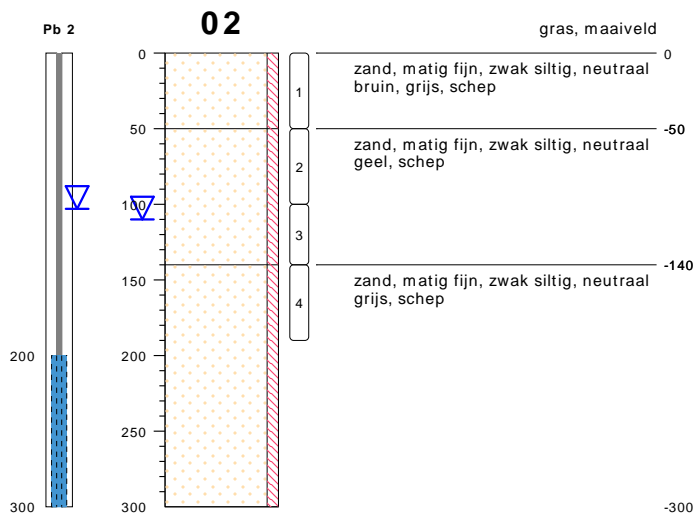 Pb 2
02
gras, maaiveld
0
0
zand, matig fijn, zwak siltig, neutraal
bruin, grijs, schep
1
50
-50
zand, matig fijn, zwak siltig, neutraal
geel, schep
2
100
3
-140
zand, matig fijn, zwak siltig, neutraal
grijs, schep
150
4
200
200
250
300
300
-300